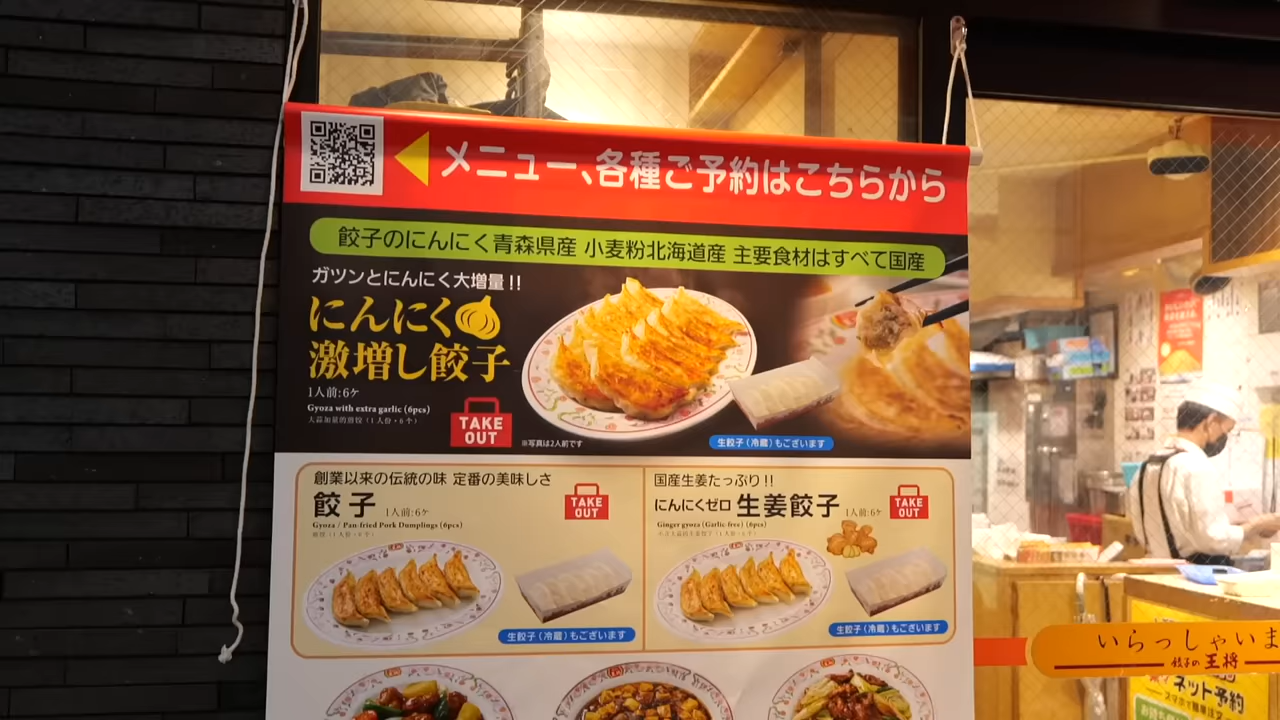 メニュー、各種ご予約はこちらから
餃子のにんにく青森県産 小麦粉北海道産 主要食材はすべて国産
ガツンとにんにく大増量!!
にんにく
激増し餃子
1人前:6ケ
Gyoza with extra garlic (6pcs)
TAKE
OUT
※写真は2人前です
生餃子(冷蔵)もございます
創業以来の伝統の味 定番の美味しさ
餃子 1人前:6ケ
Gyoza / Pan-fried Pork Dumplings (6pcs)
TAKE
OUT
生餃子(冷蔵)もございます
国産生姜たっぷり!!
にんにくゼロ 生姜餃子 1人前:6ケ
Ginger gyoza (Garlic-free) (6pcs)
TAKE
OUT
生餃子(冷蔵)もございます
いらっしゃいま
餃子の王将
ネット予約